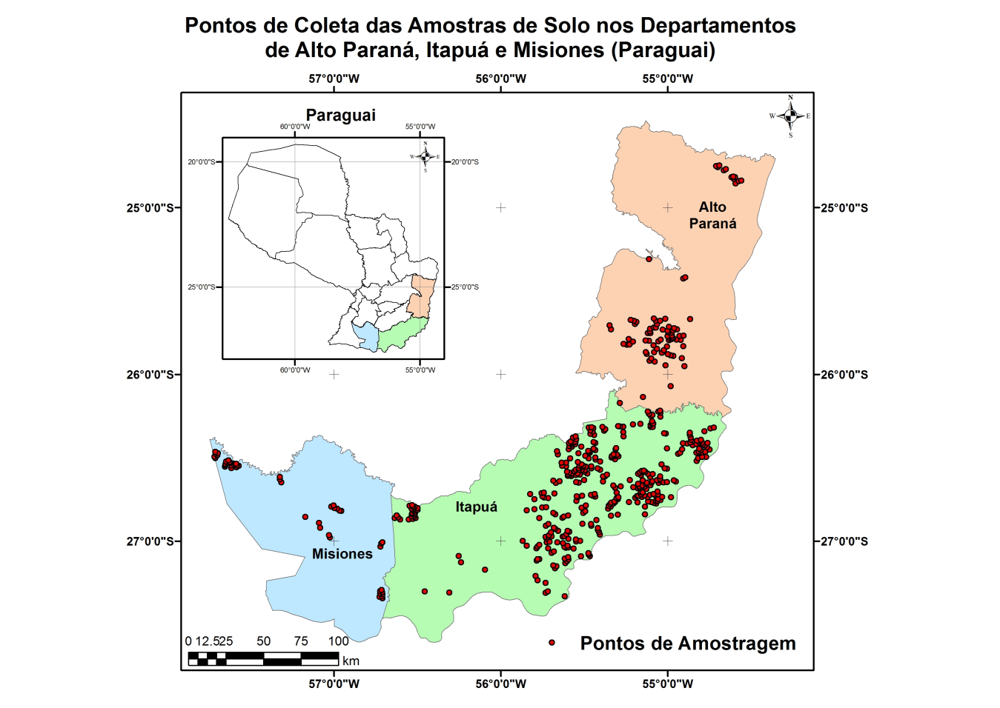 Pontos de Coleta das Amostras de Solo nos Departamentos
de Alto Paraná, Itapuá e Misiones (Paraguai)
57°0'0"W 56°0'0"W 55°0'0"W
Paraguai
60°0'0"W 55°0'0"W
N
W E
S
N
W E
S
20°0'0"S 20°0'0"S
25°0'0"S 25°0'0"S
Alto
Paraná
25°0'0"S 25°0'0"S
60°0'0"W 55°0'0"W
26°0'0"S 26°0'0"S
Itapuá
27°0'0"S 27°0'0"S
Misiones
0 12.525 50 75 100
km
Pontos de Amostragem
57°0'0"W 56°0'0"W 55°0'0"W